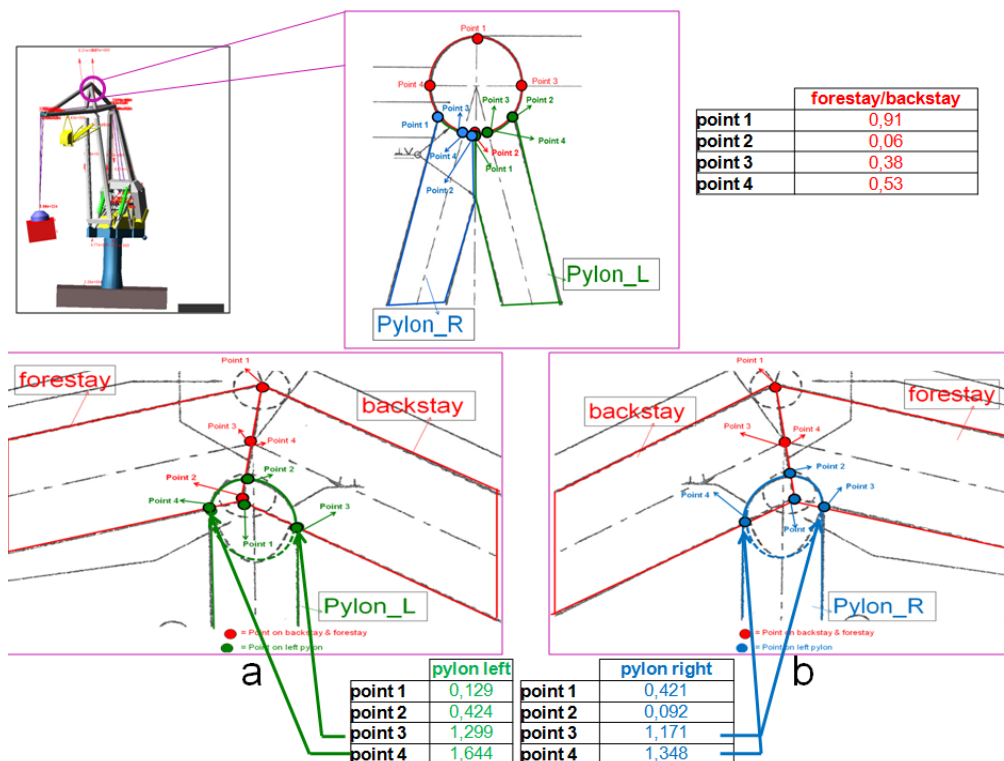 Point 1
Point 4
Point 3
Point 3
Point 3
Point 2
Point 1
Point 4
Point 4
Point 2
Point 2
Point 1
Pylon_L
Pylon_R
forestay/backstay
point 1 0,91
point 2 0,06
point 3 0,38
point 4 0,53
Point 1
forestay
backstay
Point 3
Point 4
Point 2
Point 2
Point 4
Point 3
Point 1
Pylon_L
= Point on backstay & forestay
= Point on left pylon
a
Point 1
backstay
forestay
Point 4
Point 3
Point 2
Point 4
Point 3
Point
Pylon_R
= Point on backstay & forestay
= Point on left pylon
b
pylon left
point 1 0,129
point 2 0,424
point 3 1,299
point 4 1,644
pylon right
point 1 0,421
point 2 0,092
point 3 1,171
point 4 1,348